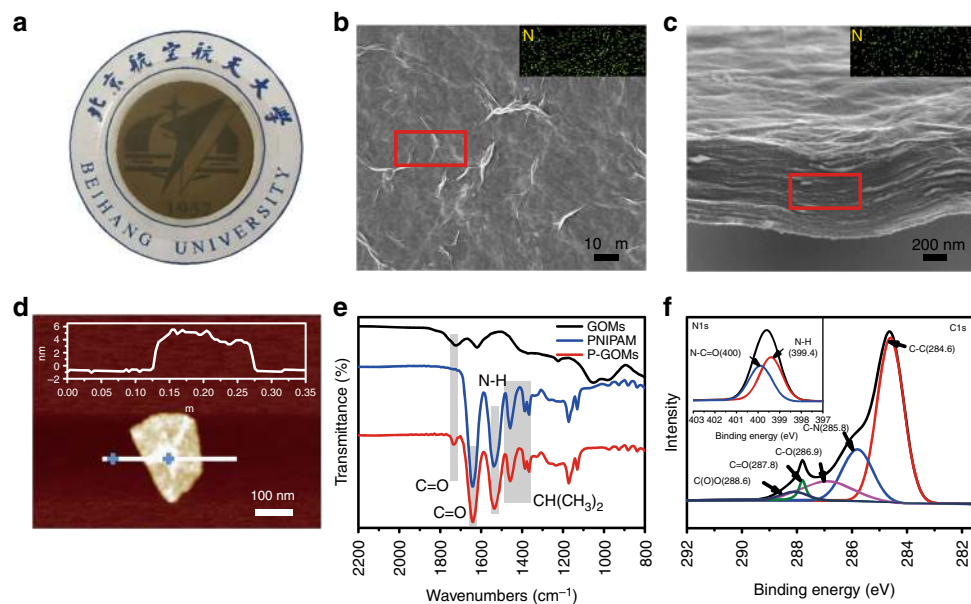 a
北京航空航天大學
BEIHANG UNIVERSITY
1952
b
N
10 m
c
N
200 nm
d
6
4
2
0
−2
nm
0.00 0.05 0.10 0.15 0.20 0.25 0.30 0.35
m
100 nm
e
GOMs
PNIPAM
P-GOMs
N-H
C=O
C=O
CH(CH₃)₂
Transmittance (%)
2200 2000 1800 1600 1400 1200 1000 800
Wavenumbers (cm⁻¹)
f
N1s
N-C=O(400)
N-H
(399.4)
403 402 401 400 399 398 397
Binding energy (eV)
C1s
C-C(284.6)
C-N(285.8)
C-O(286.9)
C=O(287.8)
C(O)O(288.6)
Intensity
292 290 288 286 284 282
Binding energy (eV)